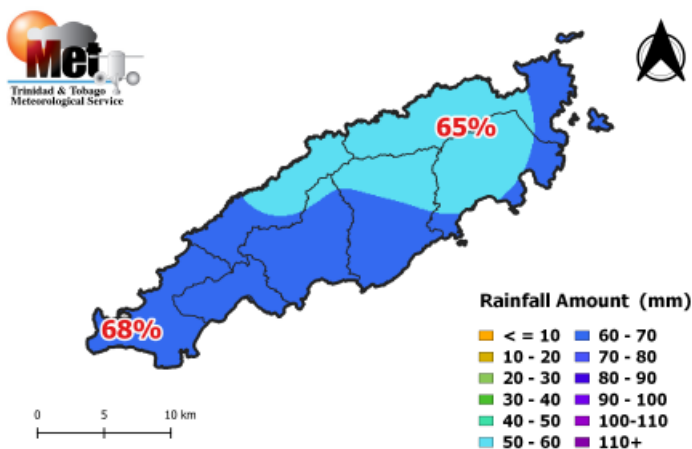 Met
Trinidad & Tobago
Meteorological Service
65%
68%
Rainfall Amount (mm)
< = 10
10 - 20
20 - 30
30 - 40
40 - 50
50 - 60
60 - 70
70 - 80
80 - 90
90 - 100
100-110
110+
0 5 10 km